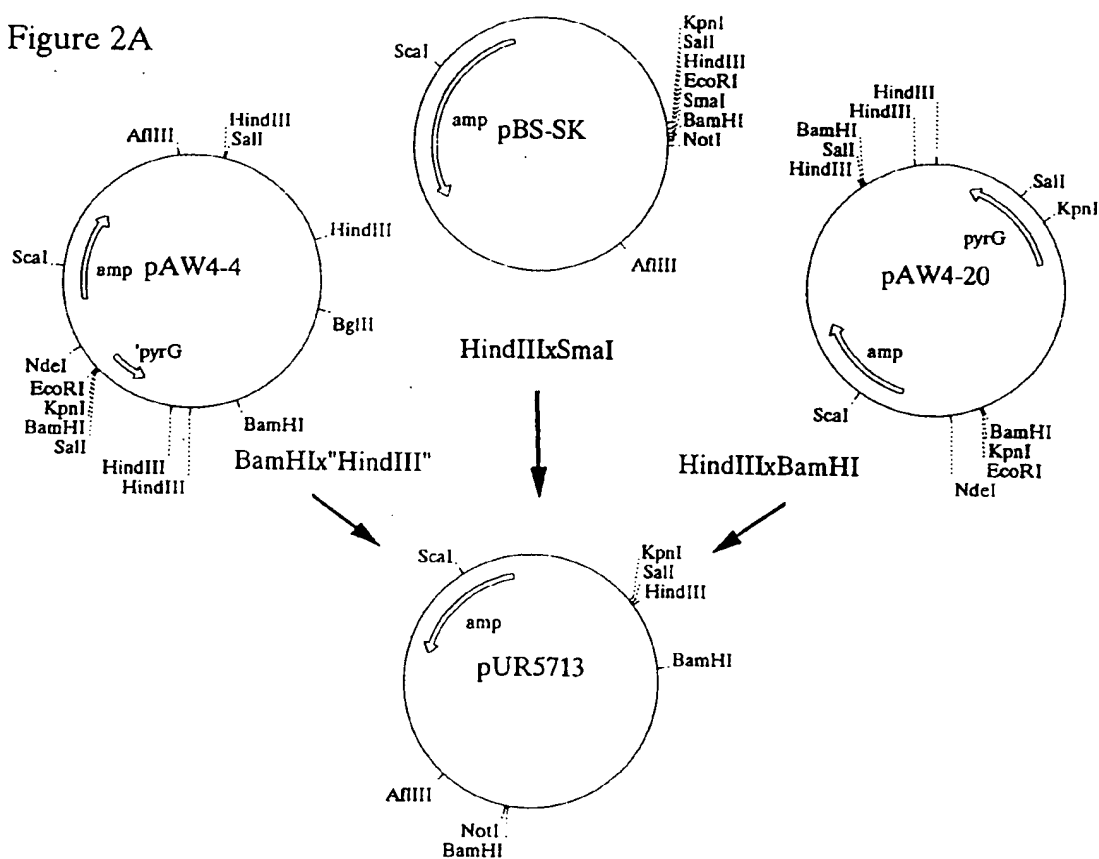 Figure 2A
ScaI
KpnI
SalI
HindIII
EcoRI
SmaI
BamHI
NotI
amp
pBS-SK
AflIII
AflIII
HindIII
SalI
HindIII
ScaI
amp
pAW4-4
BglII
'pyrG
NdeI
EcoRI
KpnI
BamHI
SalI
HindIII
HindIII
BamHI
HindIII
HindIII
BamHI
SalI
HindIII
SalI
KpnI
pyrG
pAW4-20
amp
ScaI
BamHI
KpnI
EcoRI
NdeI
BamHIx"HindIII"
HindIIIxSmaI
HindIIIxBamHI
ScaI
KpnI
SalI
HindIII
amp
BamHI
pUR5713
AflIII
NotI
BamHI